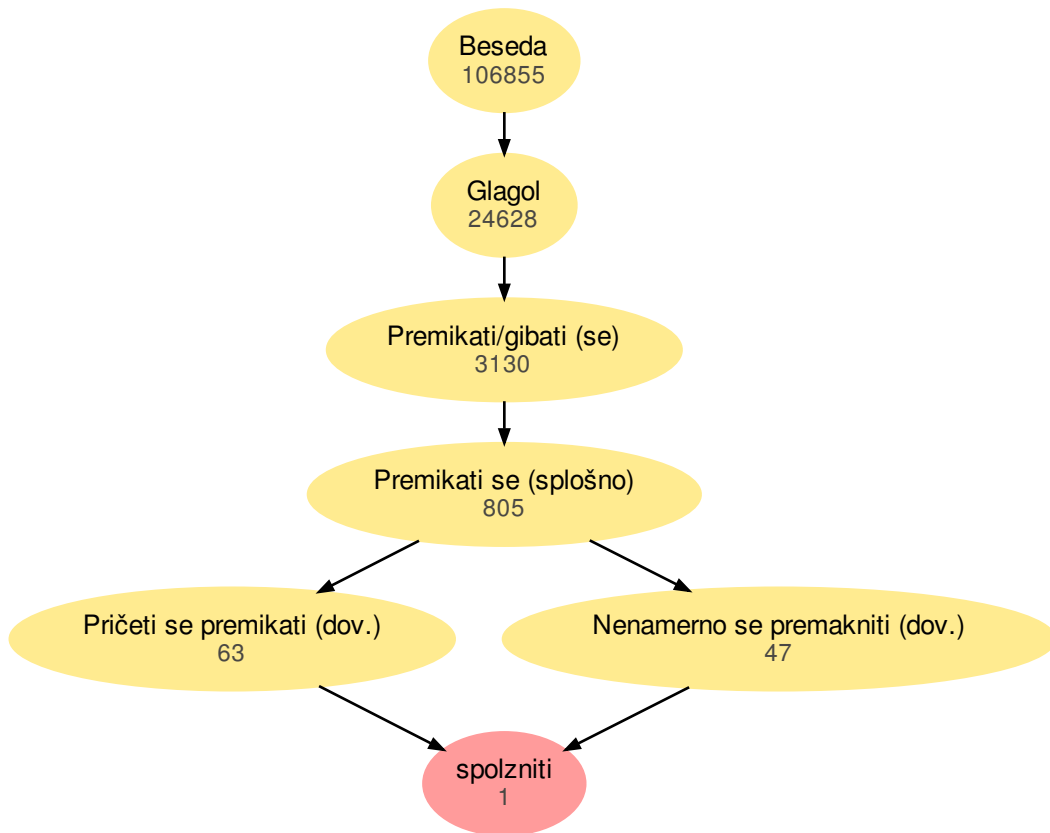 Beseda
106855
Glagol
24628
Premikati/gibati (se)
3130
Premikati se (splošno)
805
Pričeti se premikati (dov.)
63
Nenamerno se premakniti (dov.)
47
spolzniti
1